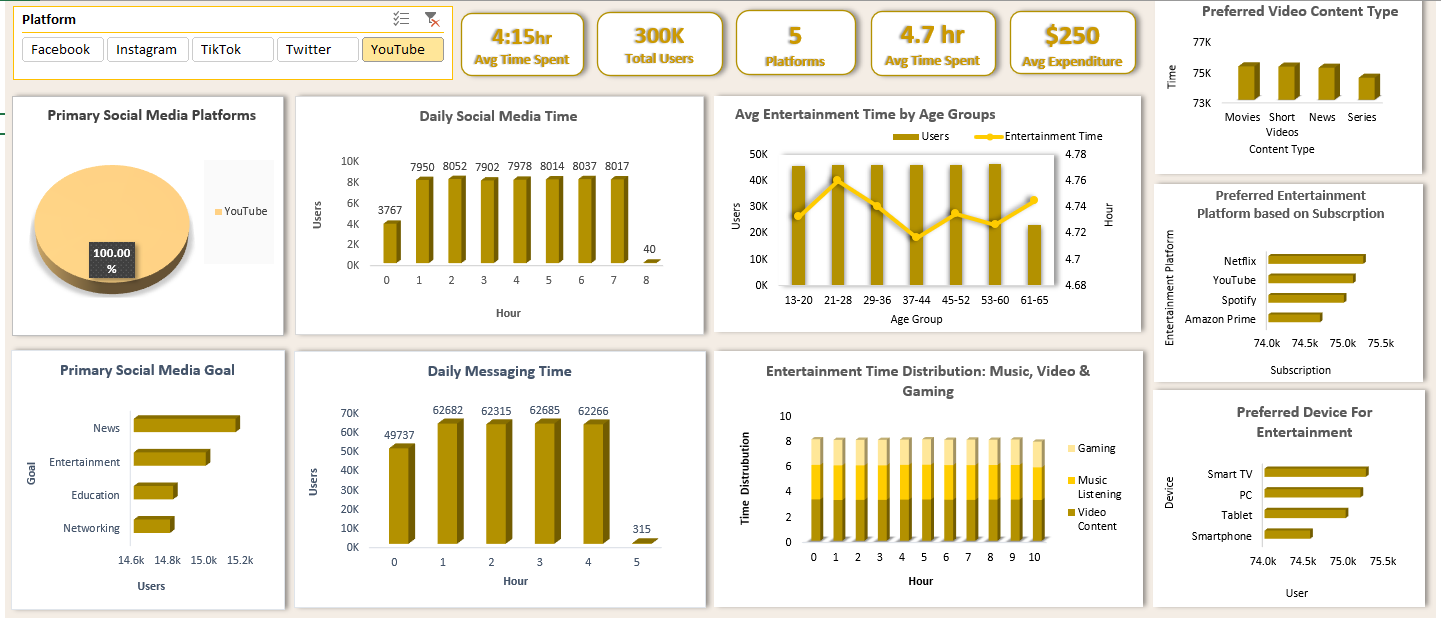 Platform
Facebook
Instagram
TikTok
Twitter
YouTube
4:15hr
Avg Time Spent
300K
Total Users
5
Platforms
4.7 hr
Avg Time Spent
$250
Avg Expenditure
Preferred Video Content Type
77K
75K
73K
Time
Movies
Short
Videos
News
Series
Content Type
Primary Social Media Platforms
100.00
%
YouTube
Daily Social Media Time
10K
8K
6K
4K
2K
0K
Users
3767
7950
8052
7902
7978
8014
8037
8017
40
0 1 2 3 4 5 6 7 8
Hour
Avg Entertainment Time by Age Groups
Users
Entertainment Time
50K
40K
30K
20K
10K
0K
Users
4.78
4.76
4.74
4.72
4.7
4.68
Hour
13-20 21-28 29-36 37-44 45-52 53-60 61-65
Age Group
Preferred Entertainment
Platform based on Subscrption
Entertainment Platform
Netflix
YouTube
Spotify
Amazon Prime
74.0k 74.5k 75.0k 75.5k
Subscription
Primary Social Media Goal
Goal
News
Entertainment
Education
Networking
14.6k 14.8k 15.0k 15.2k
Users
Daily Messaging Time
70K
60K
50K
40K
30K
20K
10K
0K
Users
49737
62682
62315
62685
62266
315
0 1 2 3 4 5
Hour
Entertainment Time Distribution: Music, Video &
Gaming
10
8
6
4
2
0
Time Distrubution
0 1 2 3 4 5 6 7 8 9 10
Hour
Gaming
Music
Listening
Video
Content
Preferred Device For
Entertainment
Device
Smart TV
PC
Tablet
Smartphone
74.0k 74.5k 75.0k 75.5k
User